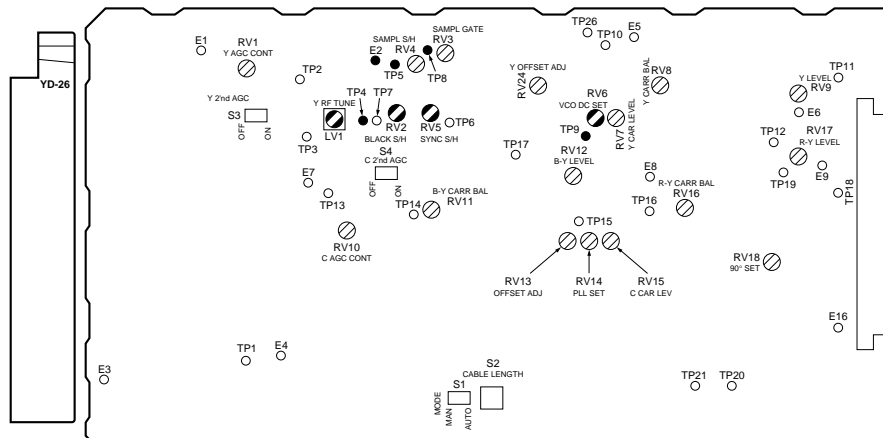 YD-26
E1
RV1
Y AGC CONT
TP2
Y 2'nd AGC
S3
OFF
ON
TP3
E7
TP13
RV10
C AGC CONT
SAMPL S/H
E2
TP5
RV4
SAMPL GATE
RV3
TP8
Y RF TUNE
LV1
TP4
TP7
RV2
BLACK S/H
RV5
SYNC S/H
TP6
S4
C 2'nd AGC
OFF
ON
TP14
B-Y CARR BAL
RV11
TP26
TP10
E5
Y OFFSET ADJ
RV24
RV6
VCO DC SET
TP9
RV7
Y CAR LEVEL
RV8
Y CARR BAL
TP17
RV12
B-Y LEVEL
E8
TP16
R-Y CARR BAL
RV16
TP15
RV13
OFFSET ADJ
RV14
PLL SET
RV15
C CAR LEV
TP11
Y LEVEL
RV9
E6
TP12
RV17
R-Y LEVEL
TP19
E9
TP18
RV18
90° SET
E16
E3
TP1
E4
S1
MODE
MAN
AUTO
S2
CABLE LENGTH
TP21
TP20